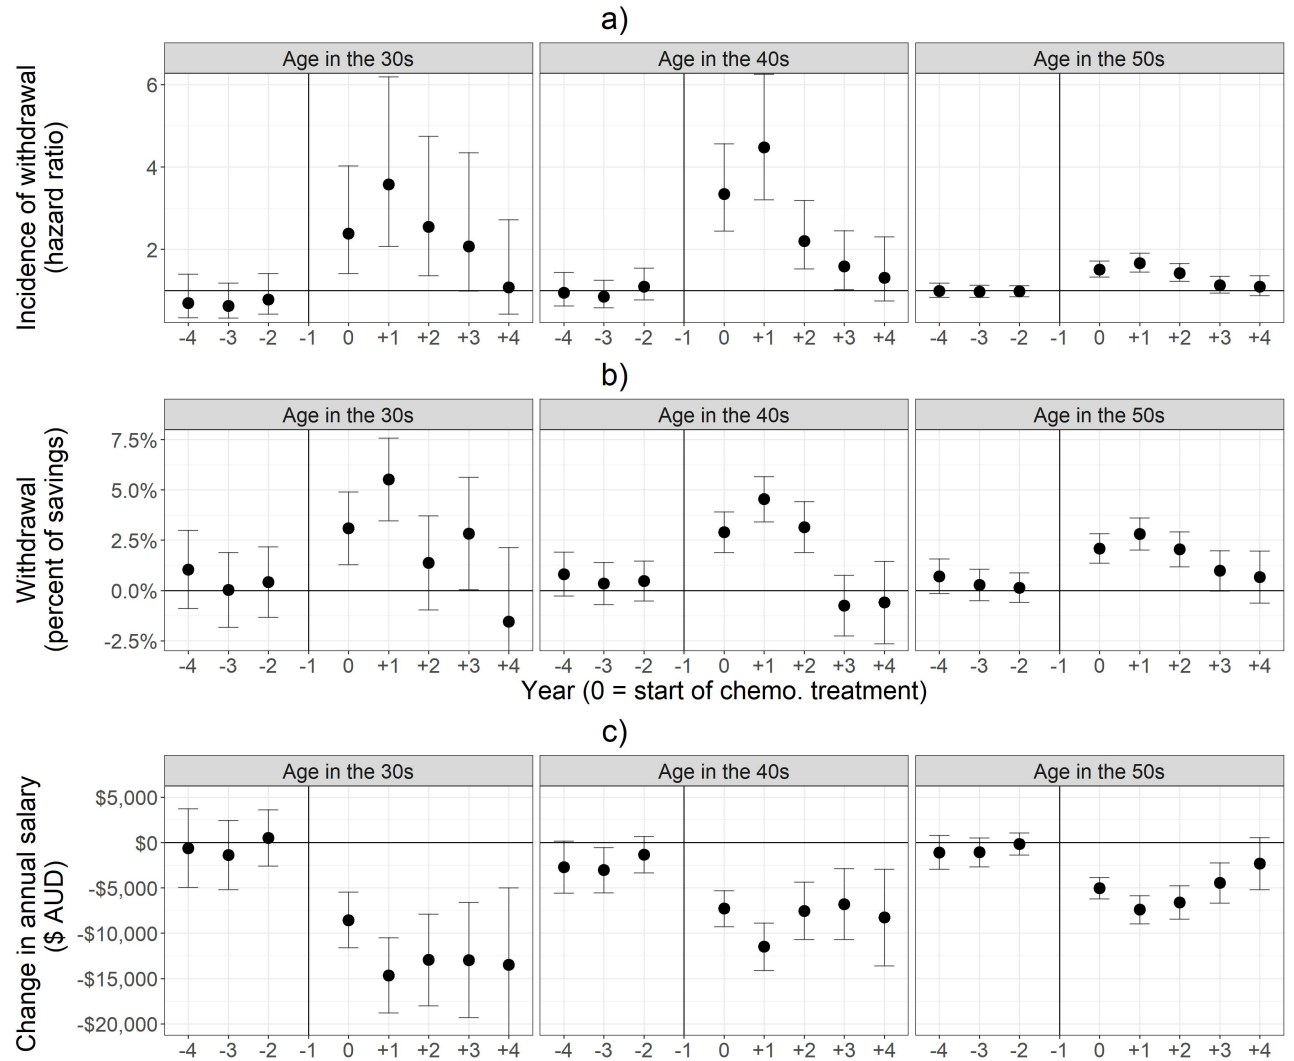 a)
Incidence of withdrawal
(hazard ratio)
Age in the 30s Age in the 40s Age in the 50s
6
4
2
-4 -3 -2 -1 0 +1 +2 +3 +4 -4 -3 -2 -1 0 +1 +2 +3 +4 -4 -3 -2 -1 0 +1 +2 +3 +4
b)
Withdrawal
(percent of savings)
Age in the 30s Age in the 40s Age in the 50s
7.5%
5.0%
2.5%
0.0%
-2.5%
-4 -3 -2 -1 0 +1 +2 +3 +4 -4 -3 -2 -1 0 +1 +2 +3 +4 -4 -3 -2 -1 0 +1 +2 +3 +4
Year (0 = start of chemo. treatment)
c)
Change in annual salary
($ AUD)
Age in the 30s Age in the 40s Age in the 50s
$5,000
$0
-$5,000
-$10,000
-$15,000
-$20,000
-4 -3 -2 -1 0 +1 +2 +3 +4 -4 -3 -2 -1 0 +1 +2 +3 +4 -4 -3 -2 -1 0 +1 +2 +3 +4